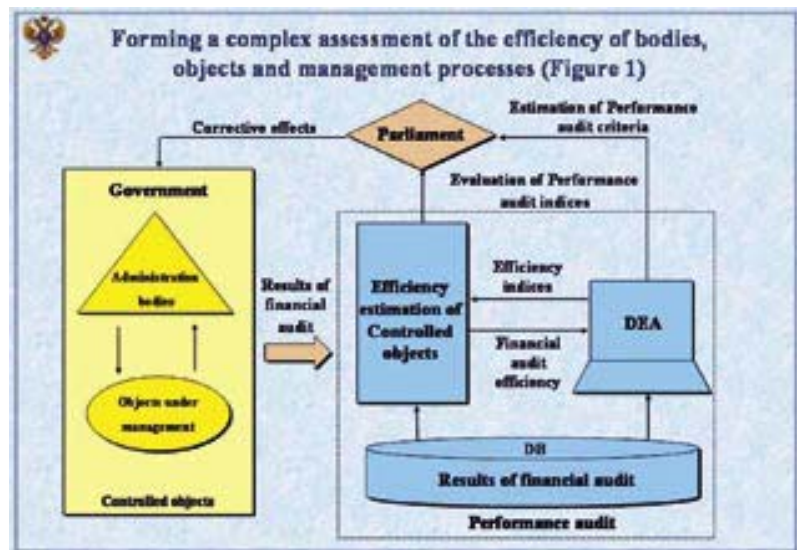 Forming a complex assessment of the efficiency of bodies,
objects and management processes (Figure 1)
Estimation of Performance
audit criteria
Corrective effects
Parliament
Government
Evaluation of Performance
audit indices
Administration
bodies
Results of
financial
audit
Efficiency
estimation of
Controlled
objects
Efficiency
indices
DEA
Financial
audit
efficiency
Objects under
management
DB
Results of financial audit
Controlled objects
Performance audit